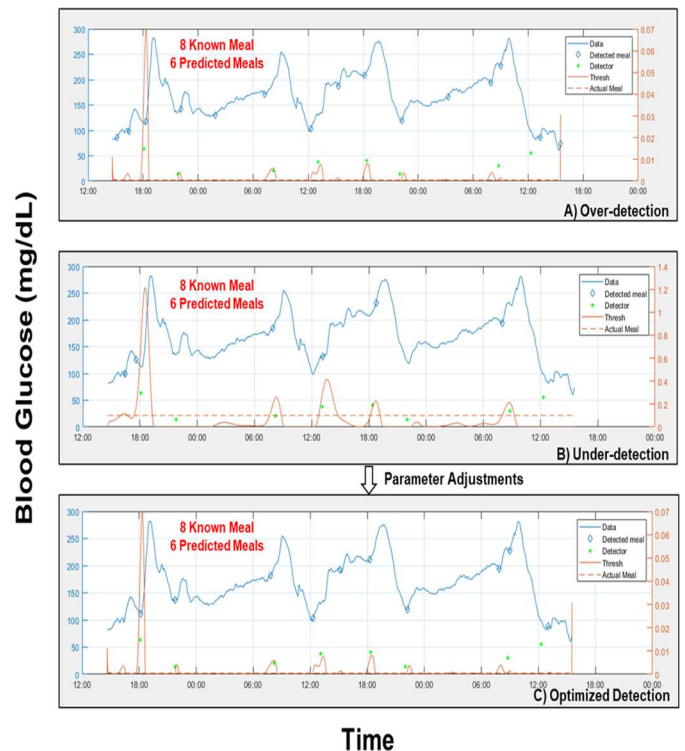 Blood Glucose (mg/dL)
8 Known Meal
6 Predicted Meals
300
250
200
150
100
50
0
0.07
0.06
0.05
0.04
0.03
0.02
0.01
0
Data
Detected meal
Detector
Thresh
Actual Meal
12:00 18:00 00:00 06:00 12:00 18:00 00:00 06:00 12:00 18:00 00:00
A) Over-detection
8 Known Meal
6 Predicted Meals
300
250
200
150
100
50
0
1.4
1.2
1
0.8
0.6
0.4
0.2
0
Data
Detected meal
Detector
Thresh
Actual Meal
12:00 18:00 00:00 06:00 12:00 18:00 00:00 06:00 12:00 18:00 00:00
B) Under-detection
Parameter Adjustments
8 Known Meal
6 Predicted Meals
300
250
200
150
100
50
0
0.07
0.06
0.05
0.04
0.03
0.02
0.01
0
Data
Detected meal
Detector
Thresh
Actual Meal
12:00 18:00 00:00 06:00 12:00 18:00 00:00 06:00 12:00 18:00 00:00
C) Optimized Detection
Time